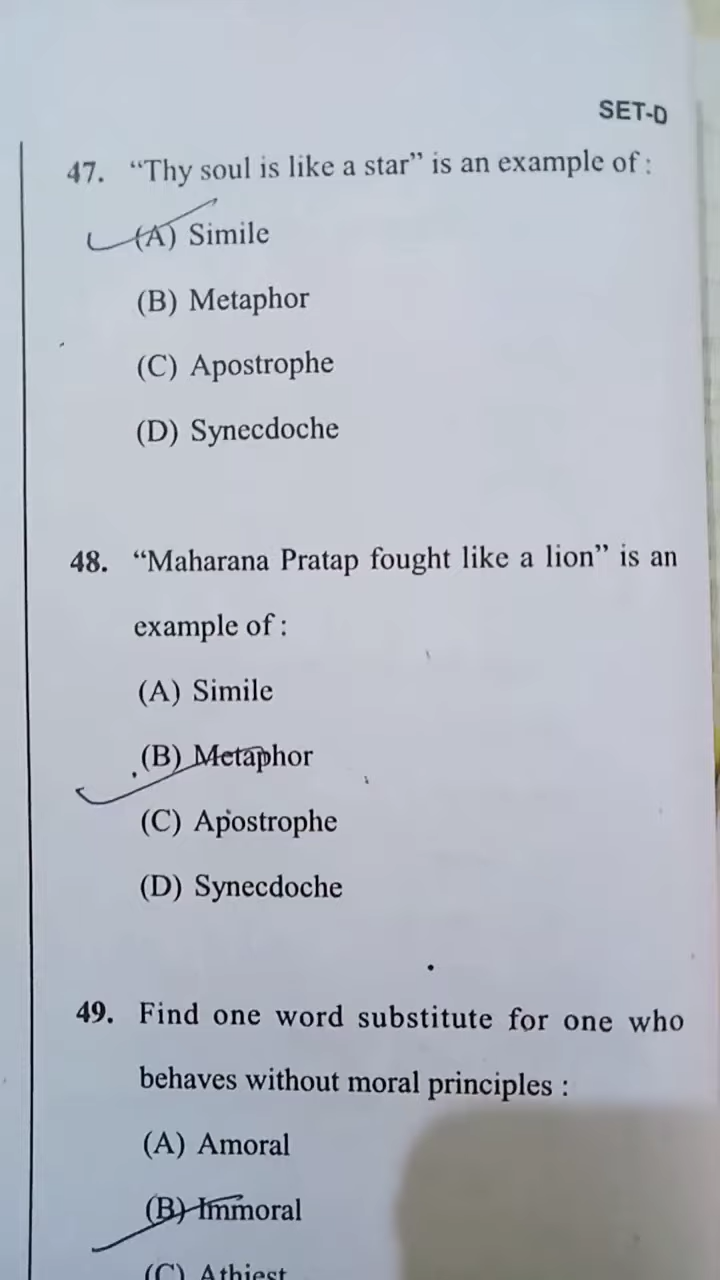 SET-D
47. “Thy soul is like a star” is an example of :
(A) Simile
(B) Metaphor
(C) Apostrophe
(D) Synecdoche
48. “Maharana Pratap fought like a lion” is an
example of :
(A) Simile
(B) Metaphor
(C) Apostrophe
(D) Synecdoche
49. Find one word substitute for one who
behaves without moral principles :
(A) Amoral
(B) Immoral
(C) Athiest